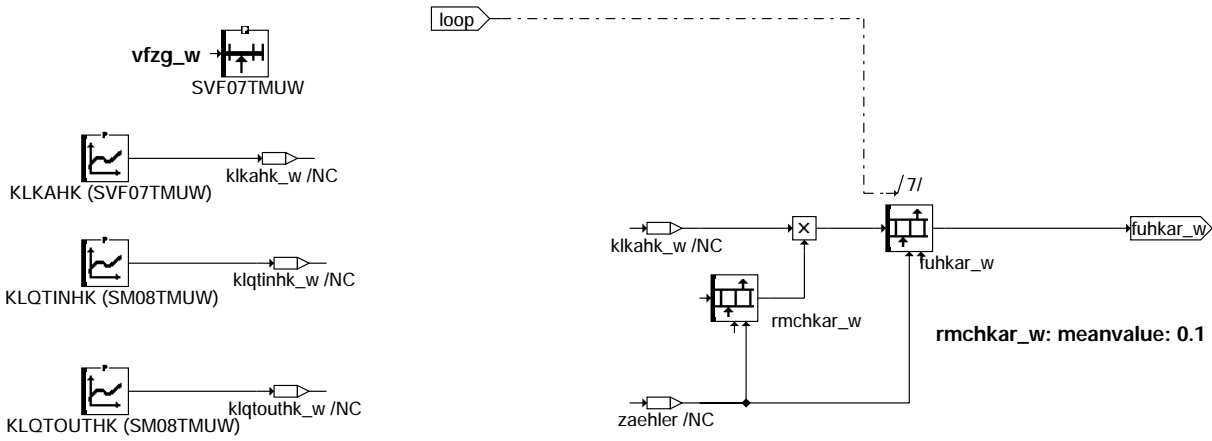 loop
vfzg_w
SVF07TMUW
klkahk_w /NC
KLKAHK (SVF07TMUW)
/7/
klkahk_w /NC
fuhkar_w
fuhkar_w
klqtinhk_w /NC
KLQTINHK (SM08TMUW)
rmchkar_w
rmchkar_w: meanvalue: 0.1
klqtouthk_w /NC
KLQTOUTHK (SM08TMUW)
zaehler /NC